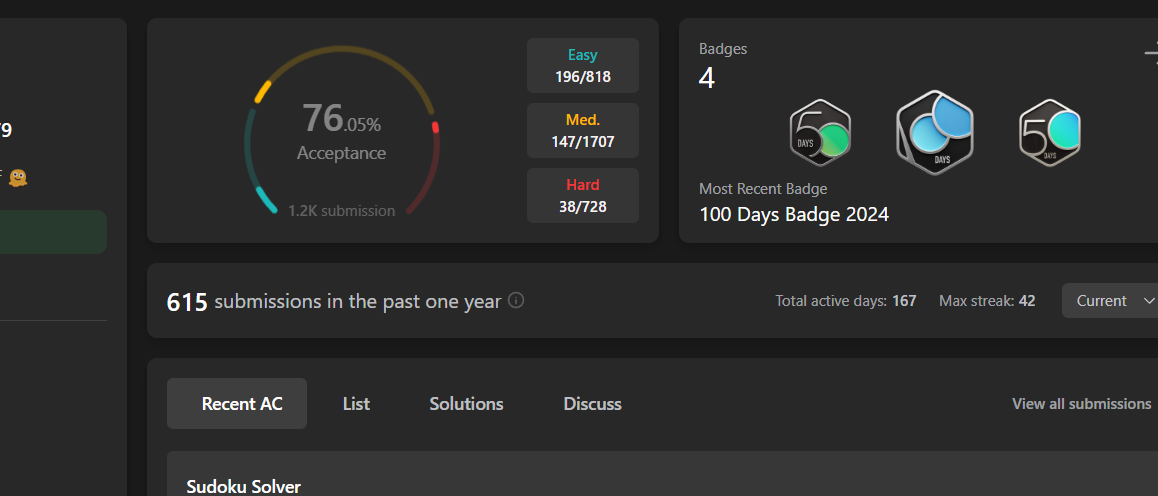 79
76.05%
Acceptance
1.2K submission
Easy
196/818
Med.
147/1707
Hard
38/728
Badges
4
5
DAYS
DAYS
50
DAYS
Most Recent Badge
100 Days Badge 2024
615 submissions in the past one year
Total active days: 167
Max streak: 42
Current
Recent AC
List
Solutions
Discuss
View all submissions
Sudoku Solver